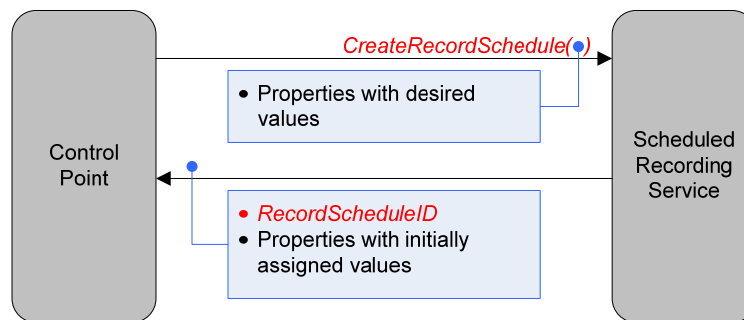 CreateRecordSchedule( )
• Properties with desired
values
Control
Point
Scheduled
Recording
Service
• RecordScheduleID
• Properties with initially
assigned values